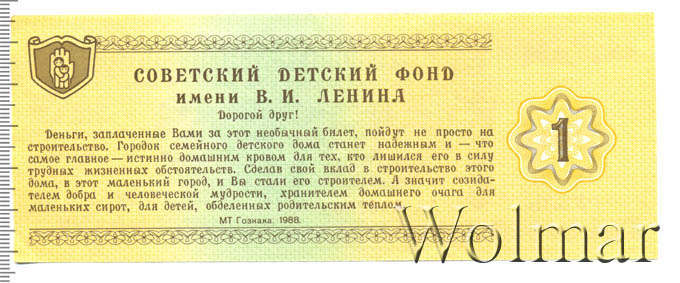 СОВЕТСКИЙ ДЕТСКИЙ ФОНД
имени В. И. ЛЕНИНА
Дорогой друг!
Деньги, заплаченные Вами за этот необычный билет, пойдут не просто на
строительство. Городок семейного детского дома станет надежным и — что
самое главное — истинно домашним кровом для тех, кто лишился его в силу
трудных жизненных обстоятельств. Сделав свой вклад в строительство этого
дома, в этот маленький город, и Вы стали его строителем. А значит созида-
телем добра и человеческой мудрости, хранителем домашнего очага для
маленьких сирот, для детей, обделенных родительским теплом.
МТ Гознака. 1988.
1
Wolmar